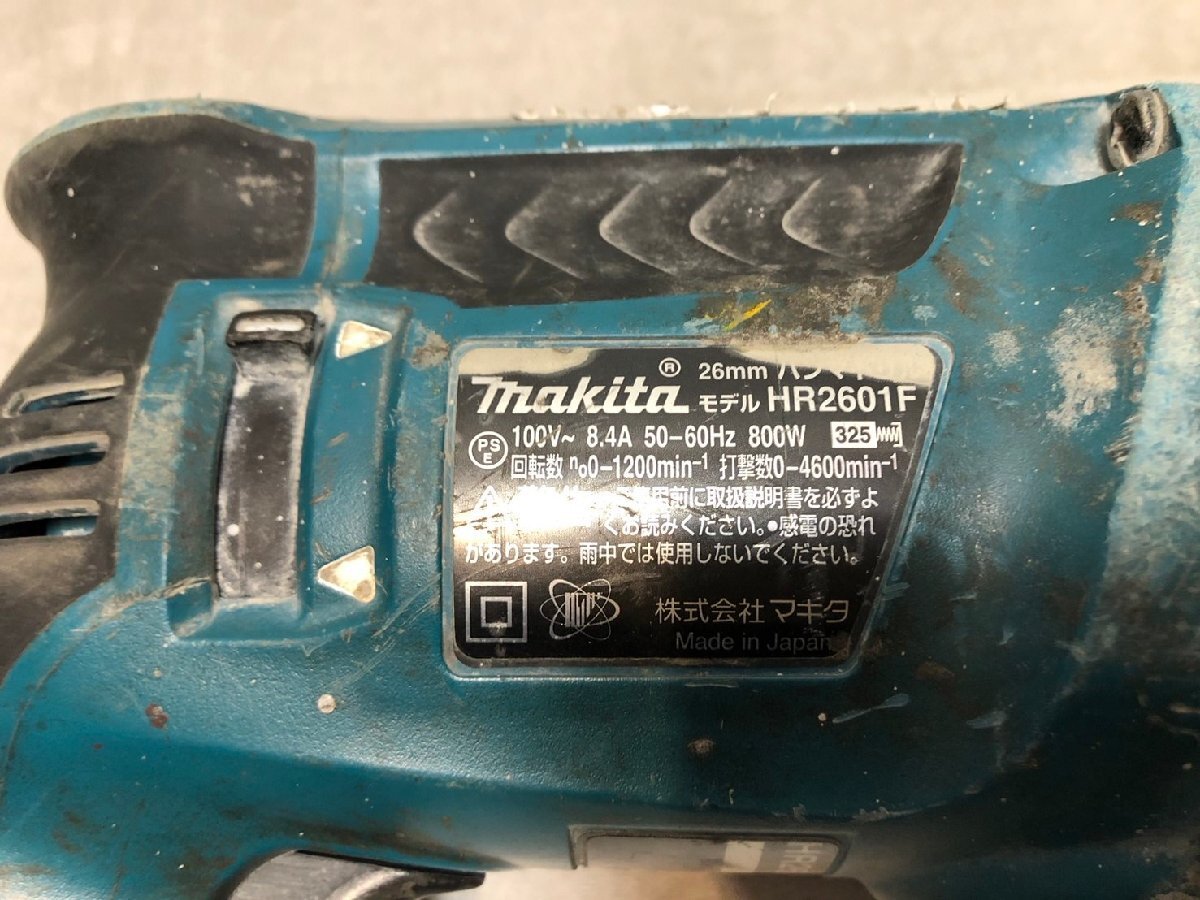 makita® 26mm
モデル HR2601F
PS E 100V~ 8.4A 50-60Hz 800W 325
回転数 n₀0-1200min⁻¹ 打撃数0-4600min⁻¹
前に取扱説明書を必ずよ
くお読みください。•感電の恐れ
があります。雨中では使用しないでください。
株式会社 マキタ
Made in Japan
HR